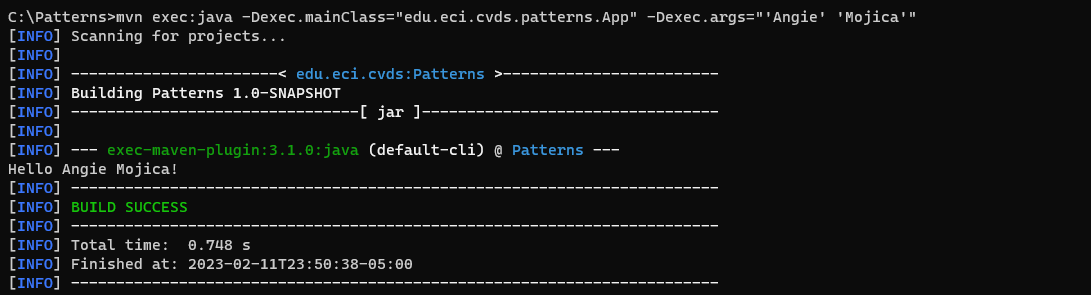 C:\Patterns>mvn exec:java -Dexec.mainClass="edu.eci.cvds.patterns.App" -Dexec.args="'Angie' 'Mojica'"
[INFO] Scanning for projects...
[INFO]
[INFO] -----------------------< edu.eci.cvds:Patterns >------------------------
[INFO] Building Patterns 1.0-SNAPSHOT
[INFO] --------------------------------[ jar ]---------------------------------
[INFO]
[INFO] --- exec-maven-plugin:3.1.0:java (default-cli) @ Patterns ---
Hello Angie Mojica!
[INFO] ------------------------------------------------------------------------
[INFO] BUILD SUCCESS
[INFO] ------------------------------------------------------------------------
[INFO] Total time:  0.748 s
[INFO] Finished at: 2023-02-11T23:50:38-05:00
[INFO] ------------------------------------------------------------------------